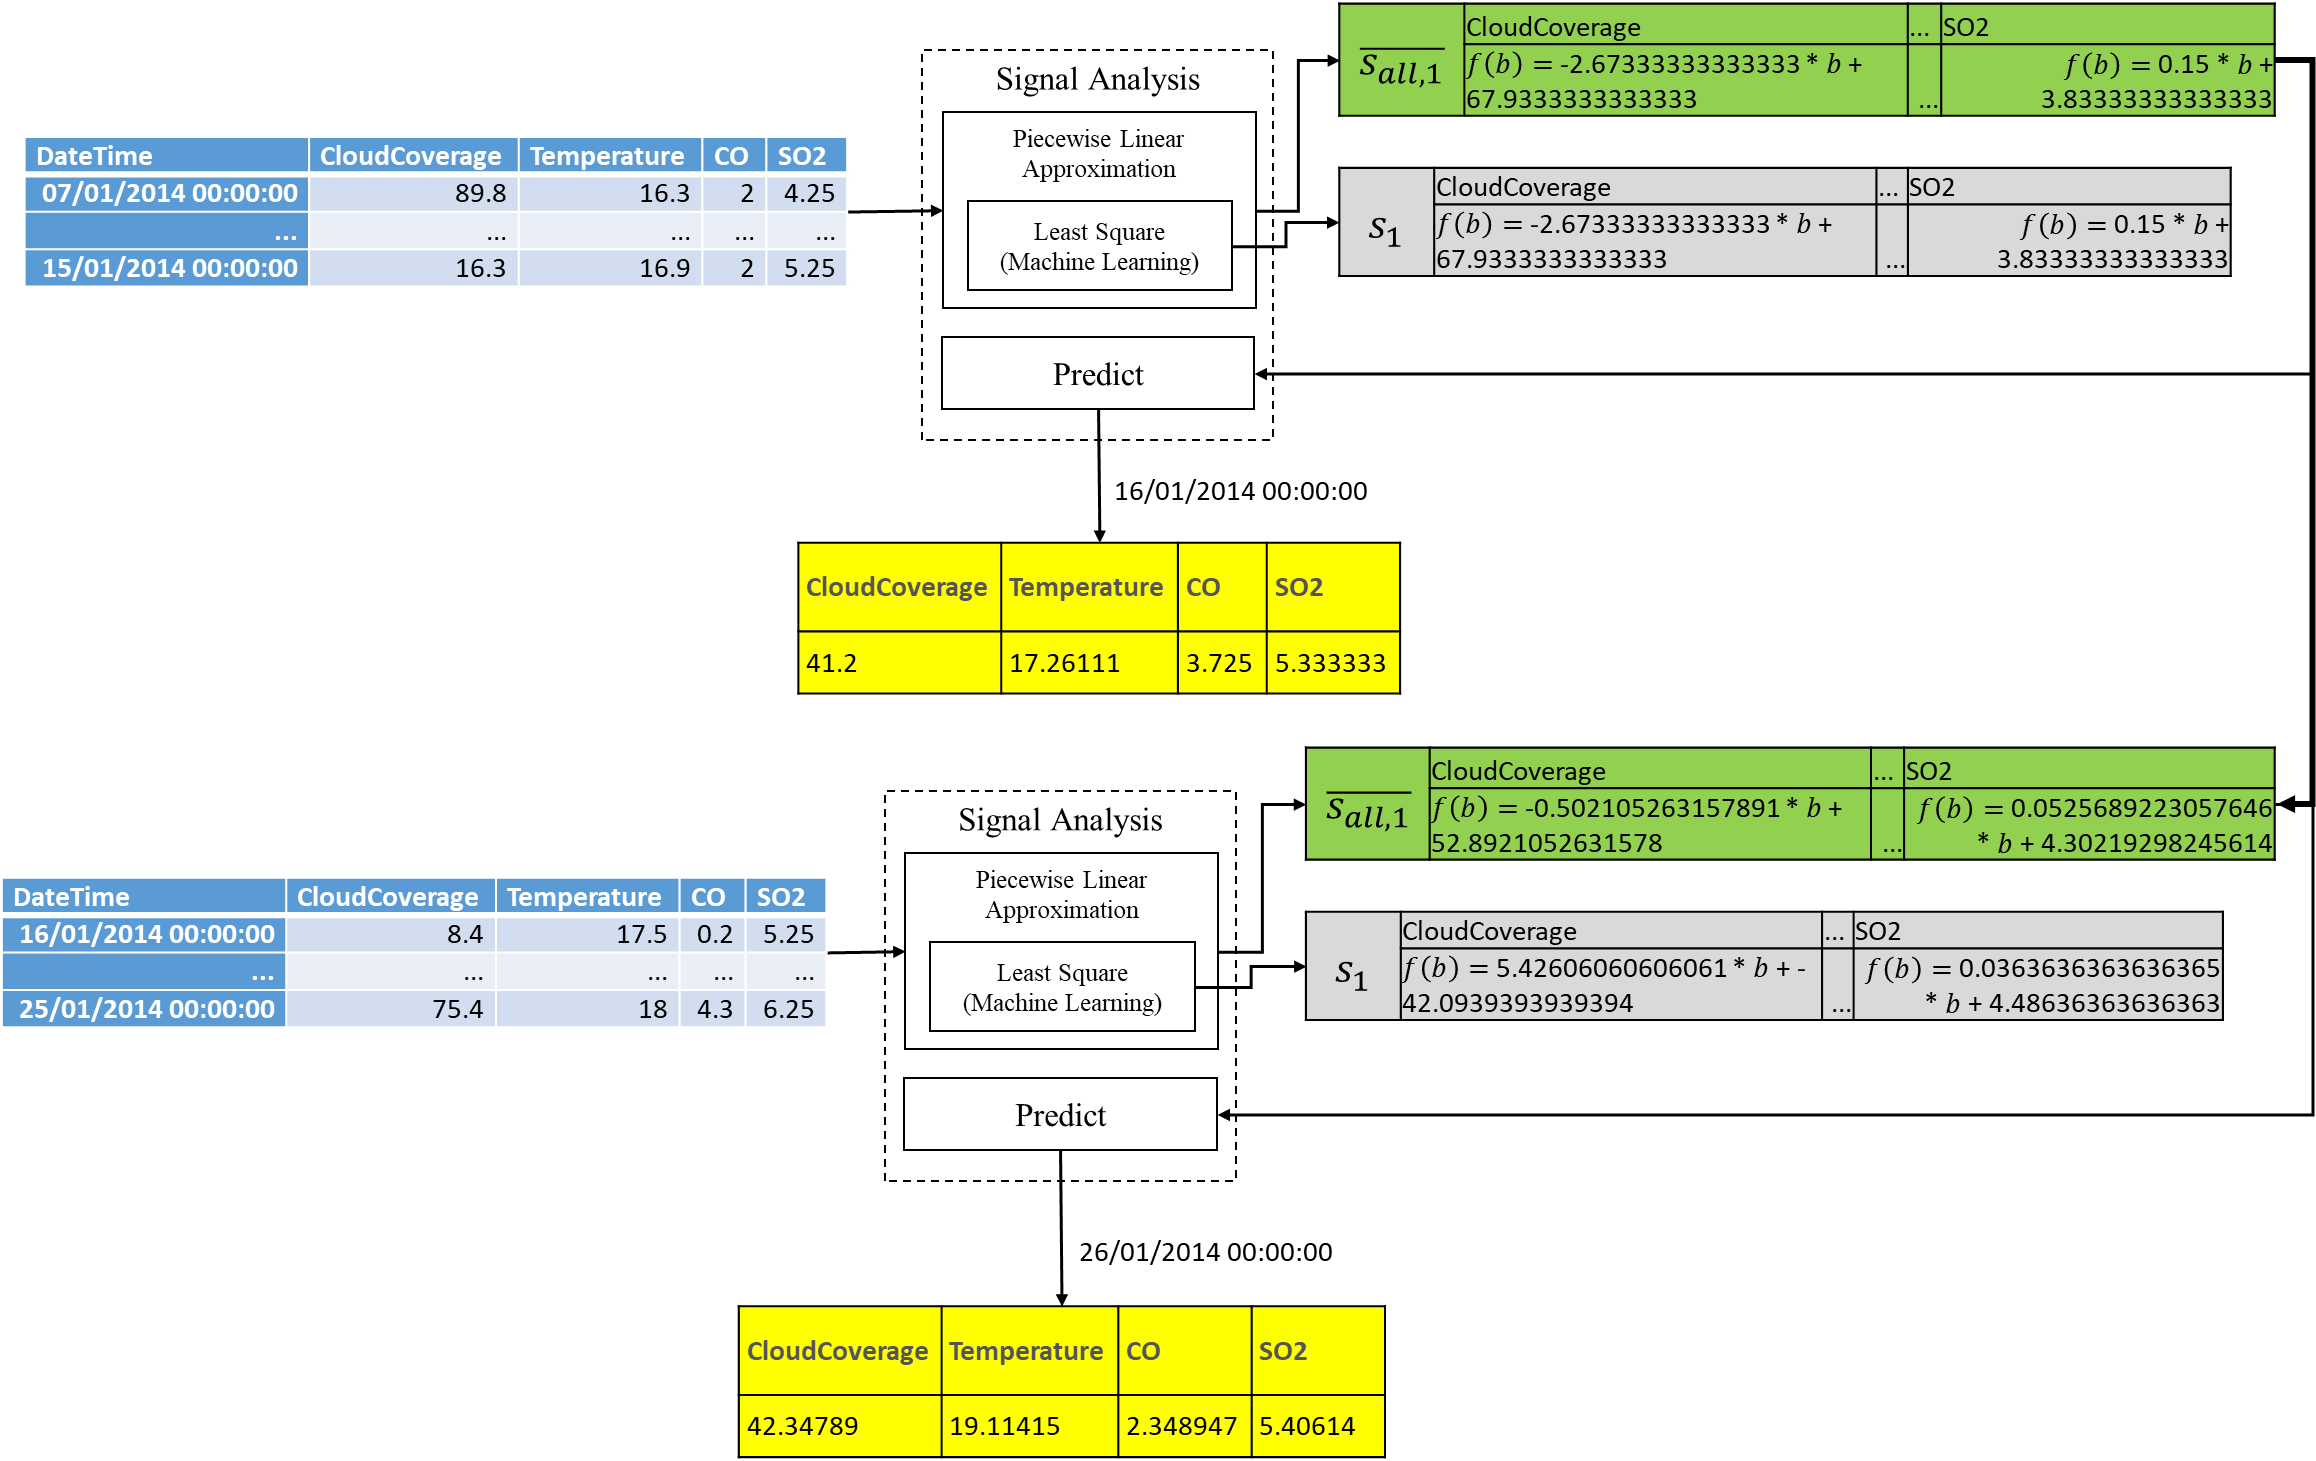 CloudCoverage ... SO2
Signal Analysis
s_all,1
f(b) = -2.67333333333333 * b +
67.9333333333333
...
f(b) = 0.15 * b +
3.83333333333333
Piecewise Linear
Approximation
DateTime CloudCoverage Temperature CO SO2
07/01/2014 00:00:00 89.8 16.3 2 4.25
... ... ... ... ...
15/01/2014 00:00:00 16.3 16.9 2 5.25
Least Square
(Machine Learning)
CloudCoverage ... SO2
s1
f(b) = -2.67333333333333 * b +
67.9333333333333
...
f(b) = 0.15 * b +
3.83333333333333
Predict
16/01/2014 00:00:00
CloudCoverage Temperature CO SO2
41.2 17.26111 3.725 5.333333
CloudCoverage ... SO2
Signal Analysis
s_all,1
f(b) = -0.502105263157891 * b +
52.8921052631578
...
f(b) = 0.0525689223057646
* b + 4.30219298245614
Piecewise Linear
Approximation
DateTime CloudCoverage Temperature CO SO2
16/01/2014 00:00:00 8.4 17.5 0.2 5.25
... ... ... ... ...
25/01/2014 00:00:00 75.4 18 4.3 6.25
Least Square
(Machine Learning)
CloudCoverage ... SO2
s1
f(b) = 5.42606060606061 * b + -
42.0939393939394
...
f(b) = 0.0363636363636365
* b + 4.48636363636363
Predict
26/01/2014 00:00:00
CloudCoverage Temperature CO SO2
42.34789 19.11415 2.348947 5.40614